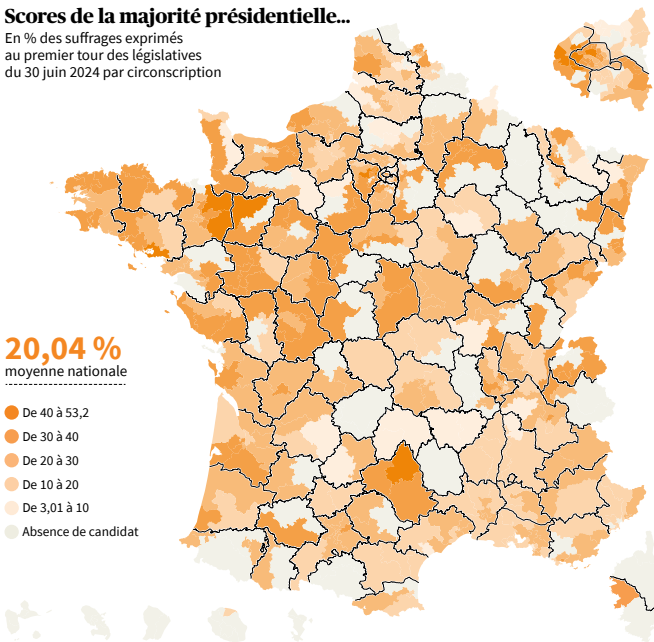 Scores de la majorité présidentielle...
En % des suffrages exprimés
au premier tour des législatives
du 30 juin 2024 par circonscription
20,04 %
moyenne nationale
De 40 à 53,2
De 30 à 40
De 20 à 30
De 10 à 20
De 3,01 à 10
Absence de candidat